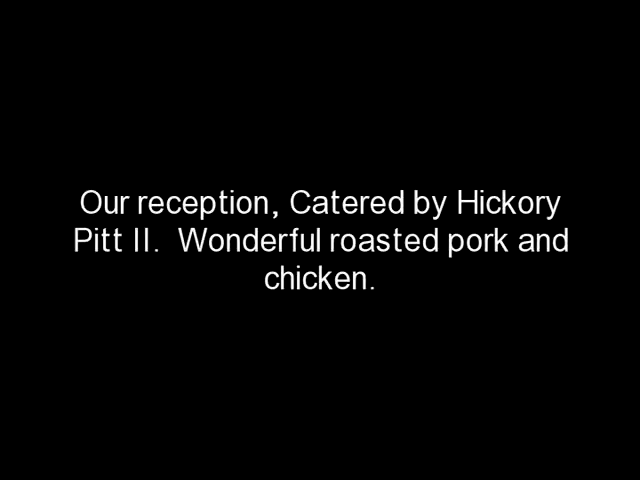 Our reception, Catered by Hickory
Pitt II.  Wonderful roasted pork and
chicken.